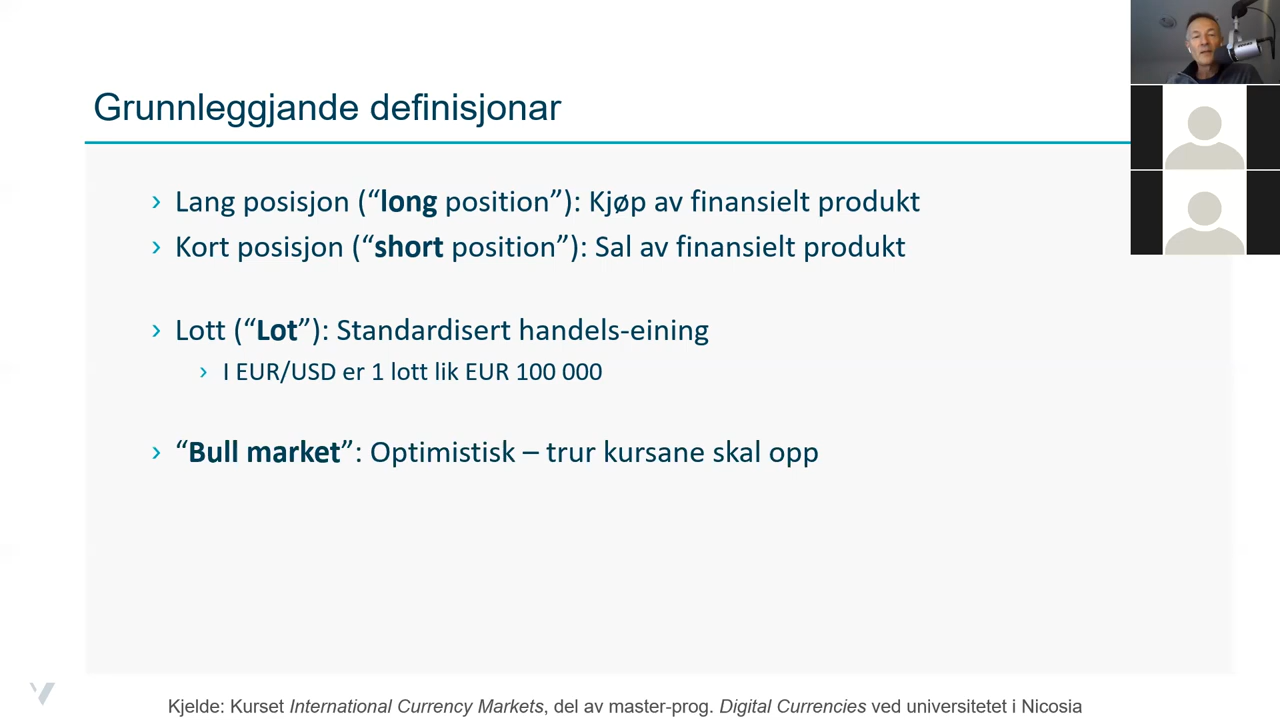 Grunnleggjande definisjonar
› Lang posisjon (“long position”): Kjøp av finansielt produkt
› Kort posisjon (“short position”): Sal av finansielt produkt
› Lott (“Lot”): Standardisert handels-eining
› I EUR/USD er 1 lott lik EUR 100 000
› “Bull market”: Optimistisk – trur kursane skal opp
Kjelde: Kurset International Currency Markets, del av master-prog. Digital Currencies ved universitetet i Nicosia